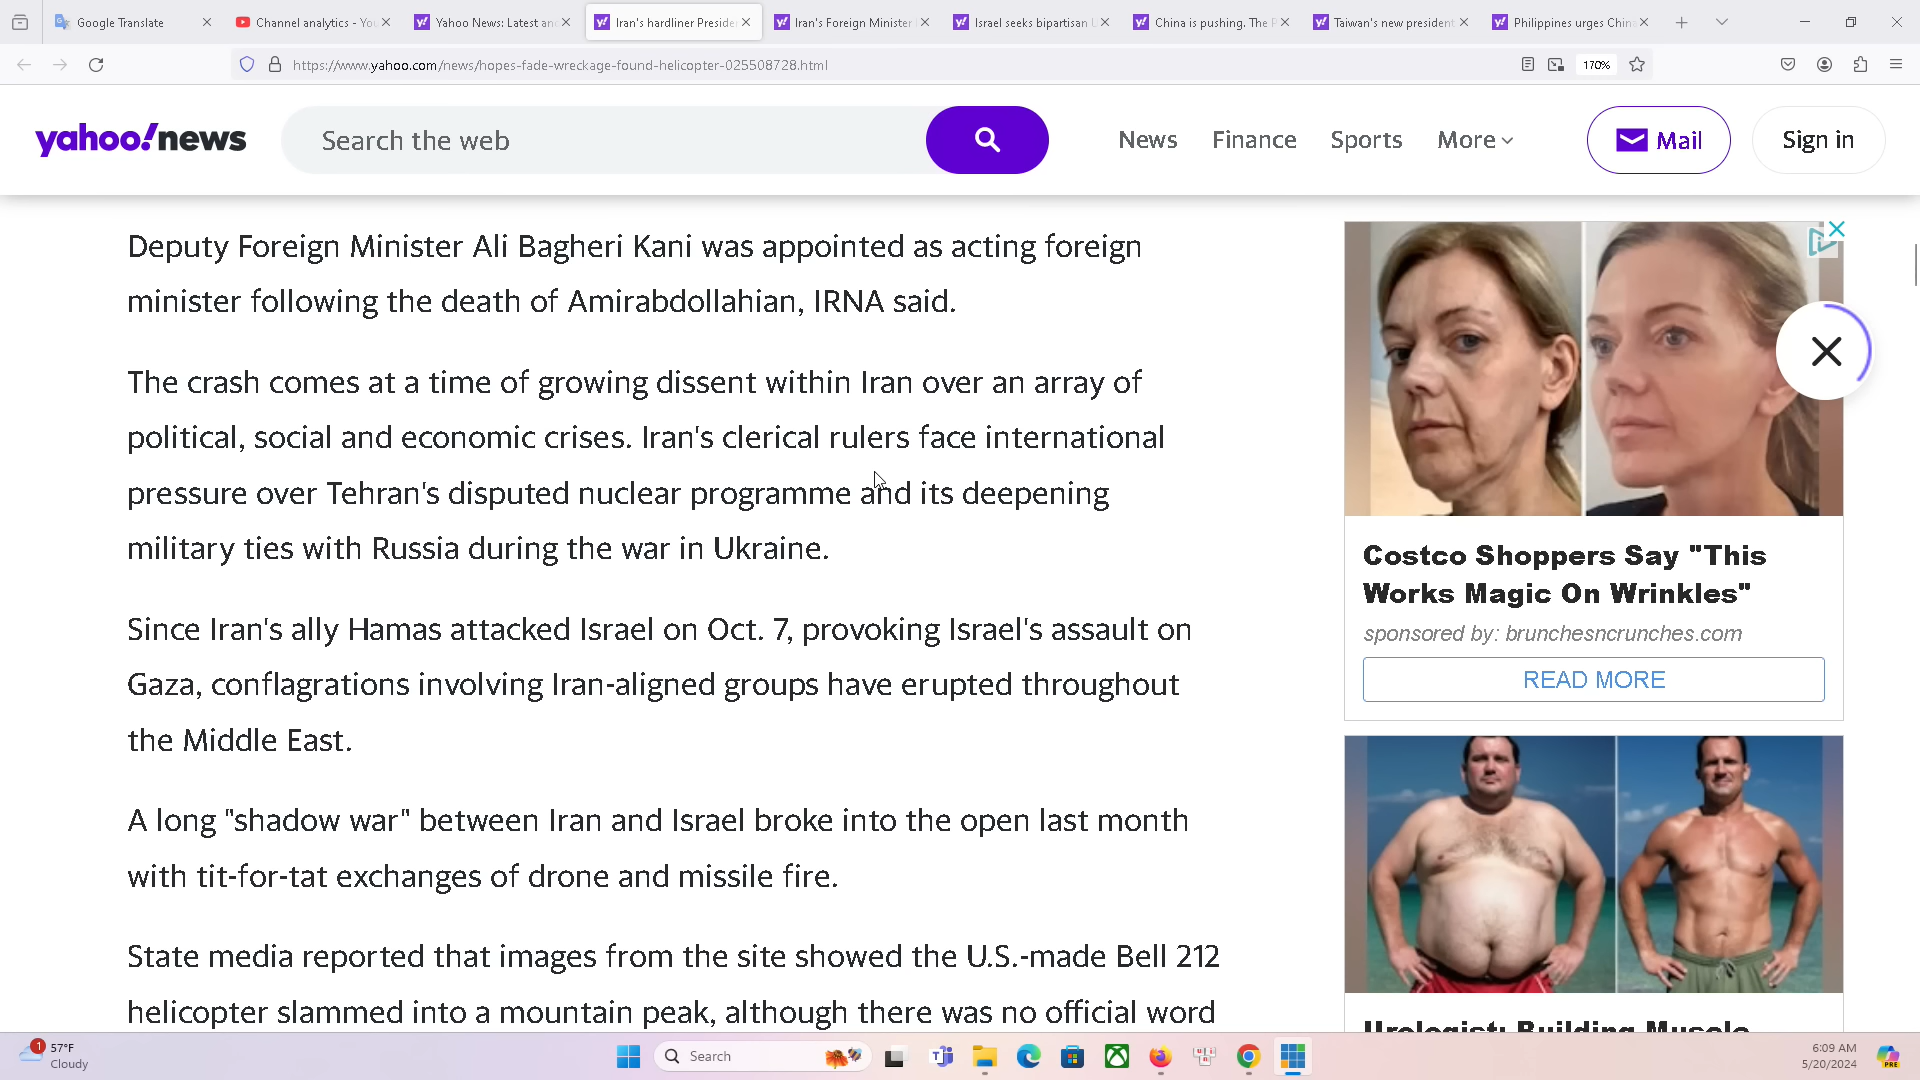 Google Translate
Channel analytics - You
Yahoo News: Latest and
Iran's hardliner Preside
Iran's Foreign Minister
Israel seeks bipartisan
China is pushing. The P
Taiwan's new president
Philippines urges China
https://www.yahoo.com/news/hopes-fade-wreckage-found-helicopter-025508728.html
170%
yahoo!news
Search the web
News
Finance
Sports
More
Mail
Sign in
Deputy Foreign Minister Ali Bagheri Kani was appointed as acting foreign
minister following the death of Amirabdollahian, IRNA said.
The crash comes at a time of growing dissent within Iran over an array of
political, social and economic crises. Iran's clerical rulers face international
pressure over Tehran's disputed nuclear programme and its deepening
military ties with Russia during the war in Ukraine.
Since Iran's ally Hamas attacked Israel on Oct. 7, provoking Israel's assault on
Gaza, conflagrations involving Iran-aligned groups have erupted throughout
the Middle East.
A long "shadow war" between Iran and Israel broke into the open last month
with tit-for-tat exchanges of drone and missile fire.
State media reported that images from the site showed the U.S.-made Bell 212
helicopter slammed into a mountain peak, although there was no official word
Costco Shoppers Say "This
Works Magic On Wrinkles"
sponsored by: brunchesncrunches.com
READ MORE
Urologist: Building Muscle
1
57°F
Cloudy
Search
6:09 AM
5/20/2024
PRE